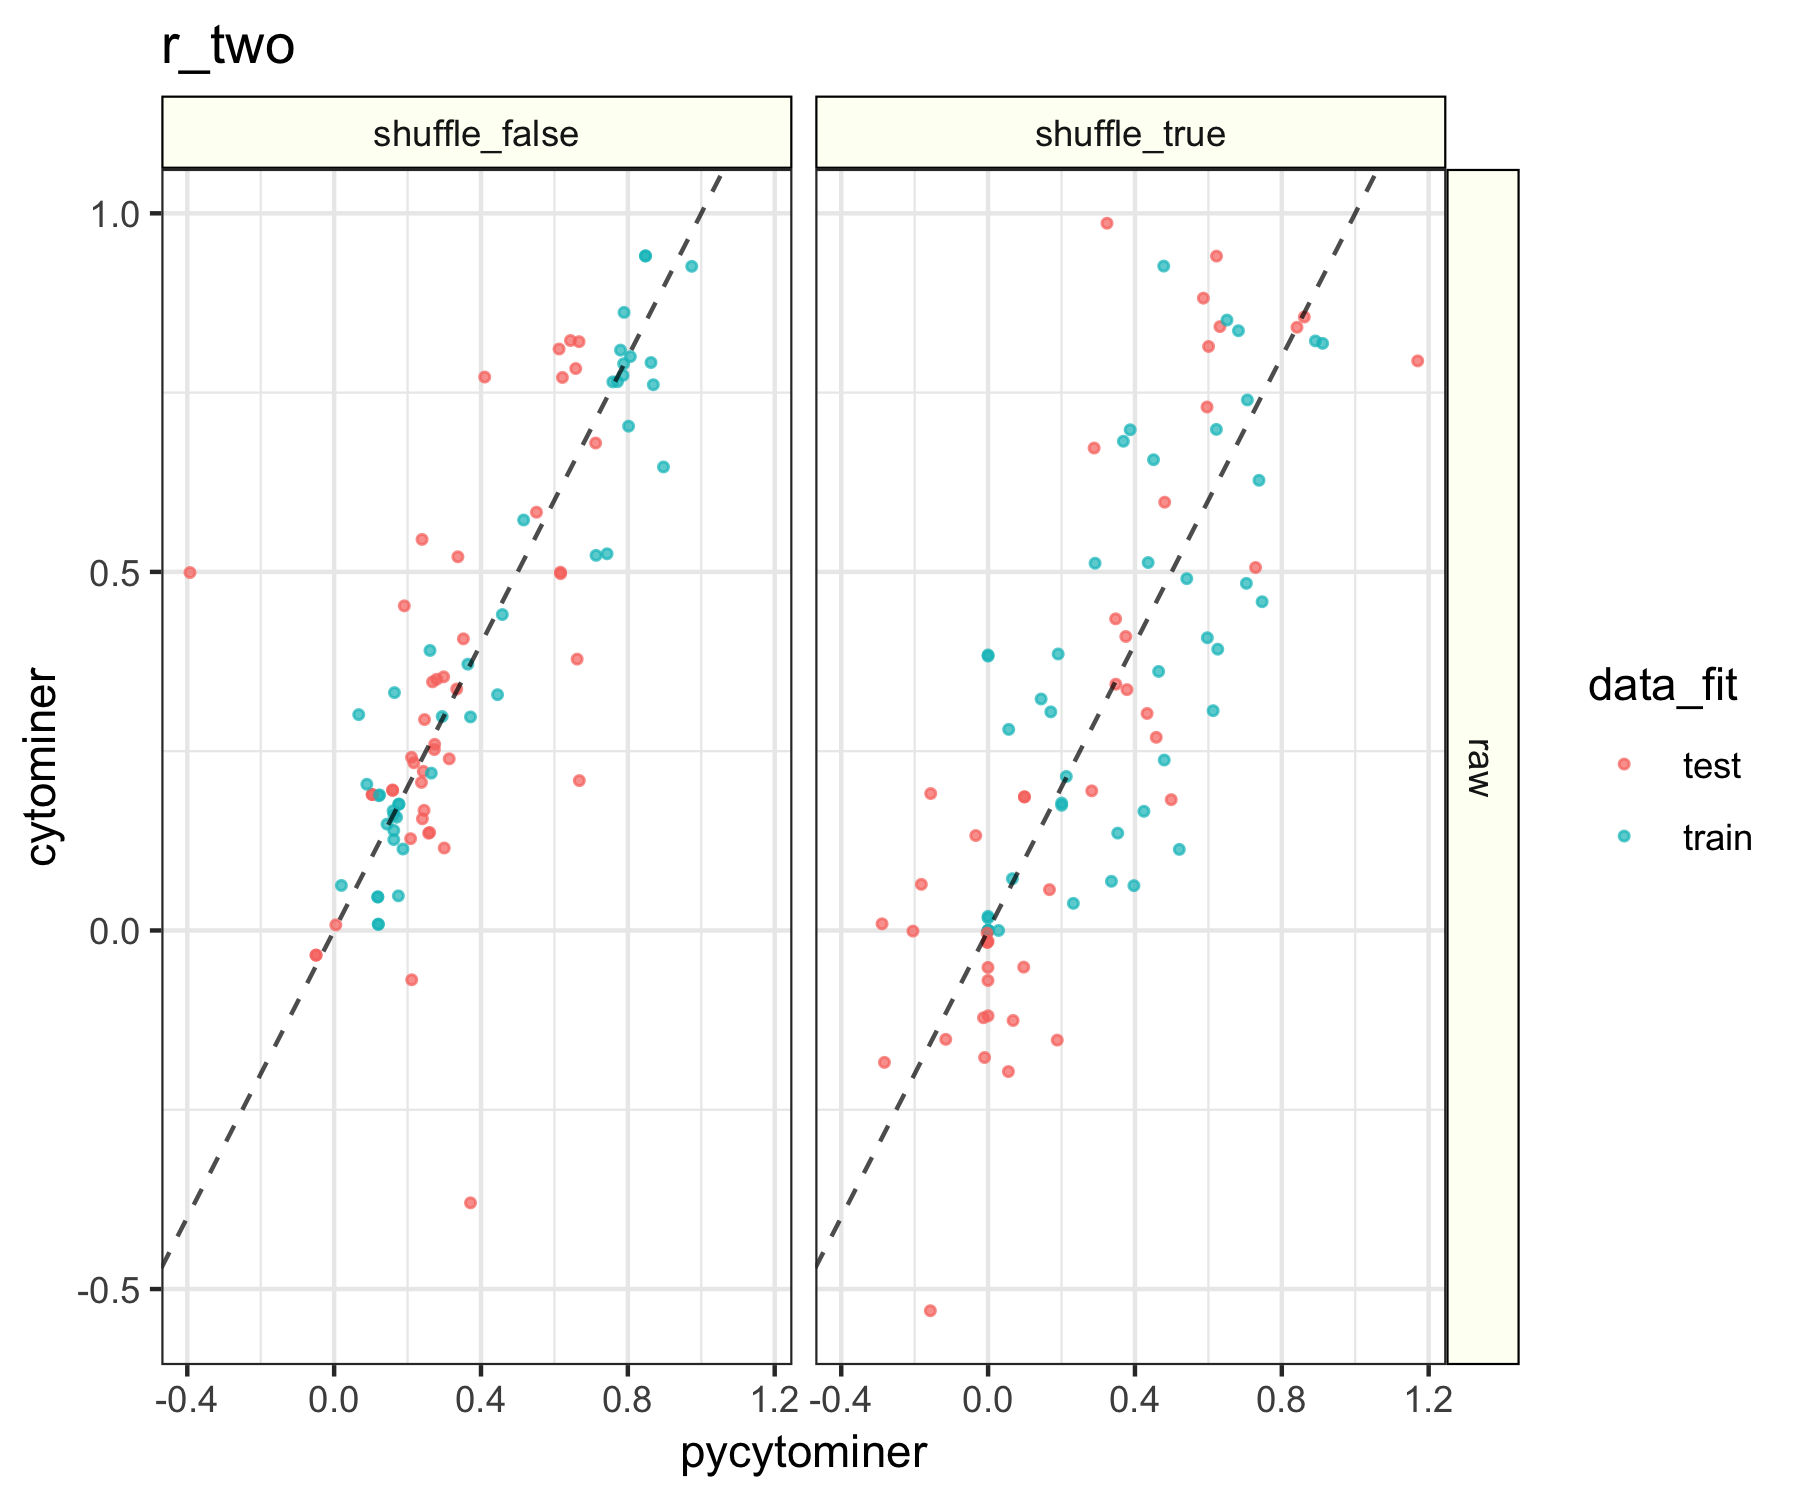 r_two
shuffle_false
shuffle_true
1.0
0.5
0.0
-0.5
cytominer
raw
-0.4 0.0 0.4 0.8 1.2
-0.4 0.0 0.4 0.8 1.2
pycytominer
data_fit
test
train